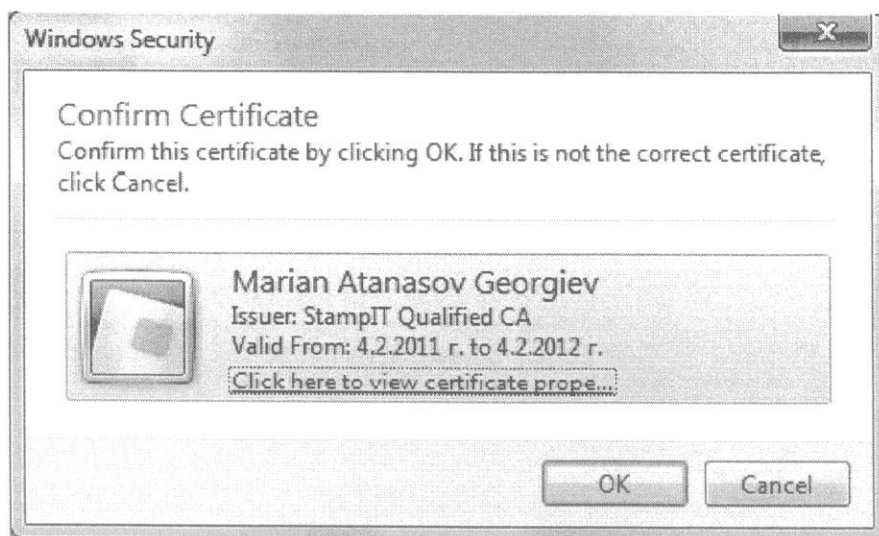 Windows Security
Confirm Certificate
Confirm this certificate by clicking OK. If this is not the correct certificate,
click Cancel.
Marian Atanasov Georgiev
Issuer: StampIT Qualified CA
Valid From: 4.2.2011 г. to 4.2.2012 г.
Click here to view certificate prope...
OK
Cancel